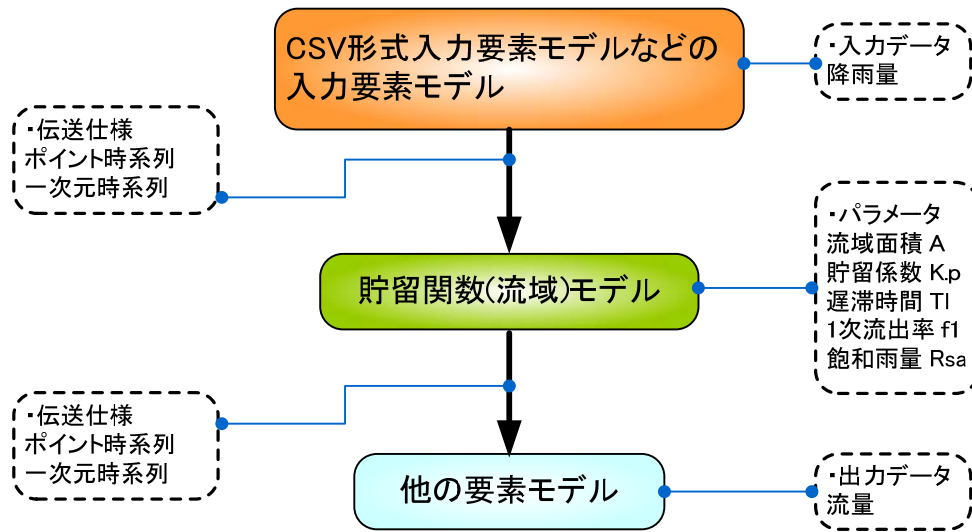 CSV形式入力要素モデルなどの
入力要素モデル
・入力データ
降雨量
・伝送仕様
ポイント時系列
一次元時系列
貯留関数(流域)モデル
・パラメータ
流域面積 A
貯留係数 K.p
遅滞時間 Tl
1次流出率 f1
飽和雨量 Rsa
・伝送仕様
ポイント時系列
一次元時系列
他の要素モデル
・出力データ
流量